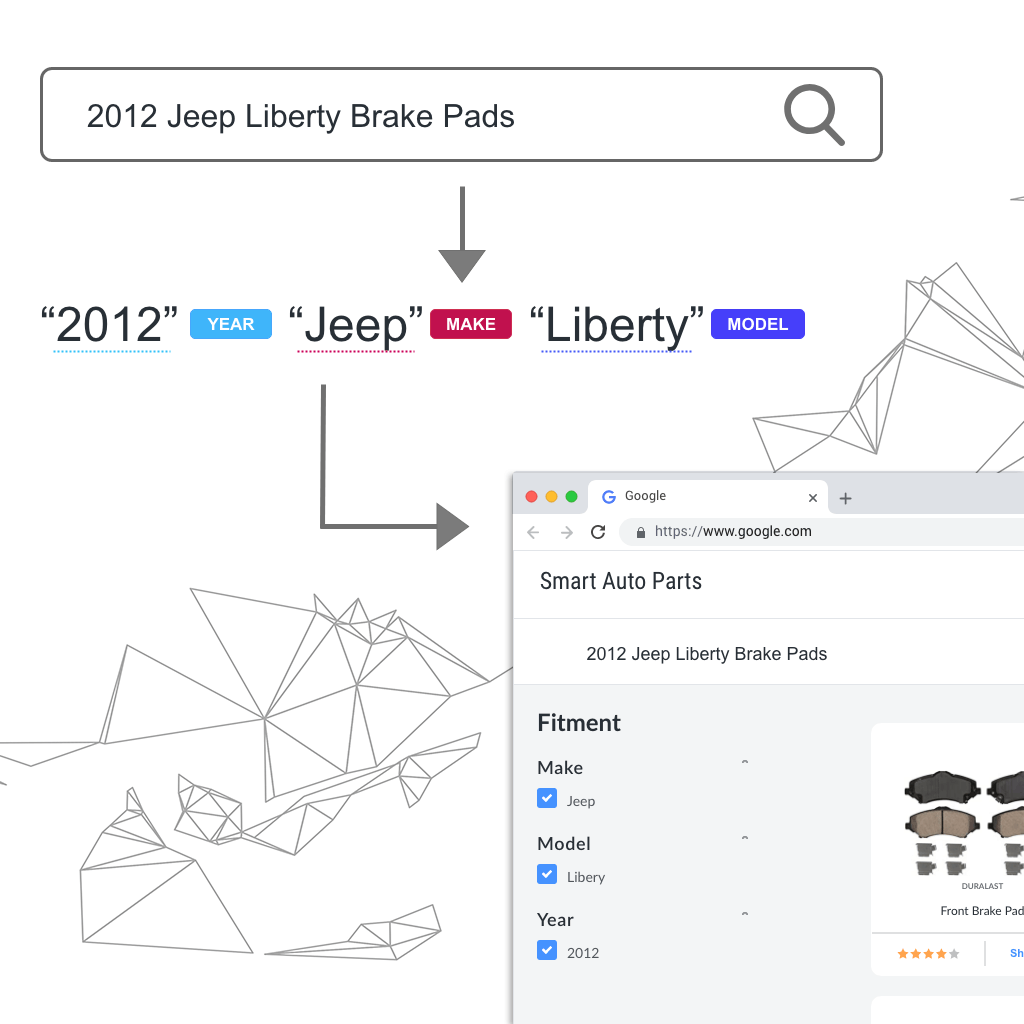 2012 Jeep Liberty Brake Pads
“2012” YEAR “Jeep” MAKE “Liberty” MODEL
Google
https://www.google.com
Smart Auto Parts
2012 Jeep Liberty Brake Pads
Fitment
Make
Jeep
Model
Libery
Year
2012
DURALAST
Front Brake Pad
Sh